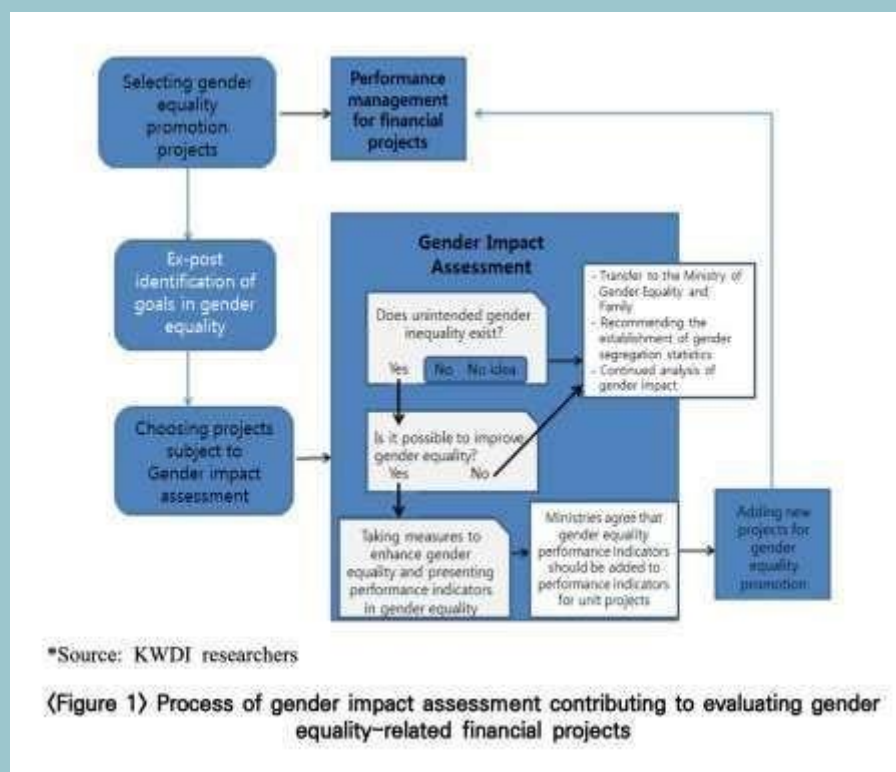 Selecting gender
equality
promotion
projects
Performance
management
for financial
projects
Ex-post
identification of
goals in gender
equality
Choosing projects
subject to
Gender impact
assessment
Gender Impact
Assessment
Does unintended gender
inequality exist?
Yes No No idea
- Transfer to the Ministry of
Gender Equality and
Family
- Recommending the
establishment of gender
segregation statistics
- Continued analysis of
gender impact
Is it possible to improve
gender equality?
Yes No
Taking measures to
enhance gender
equality and presenting
performance indicators
in gender equality
Ministries agree that
gender equality
performance indicators
should be added to
performance indicators
for unit projects
Adding new
projects for
gender
equality
promotion
*Source: KWDI researchers
〈Figure 1〉 Process of gender impact assessment contributing to evaluating gender
equality-related financial projects